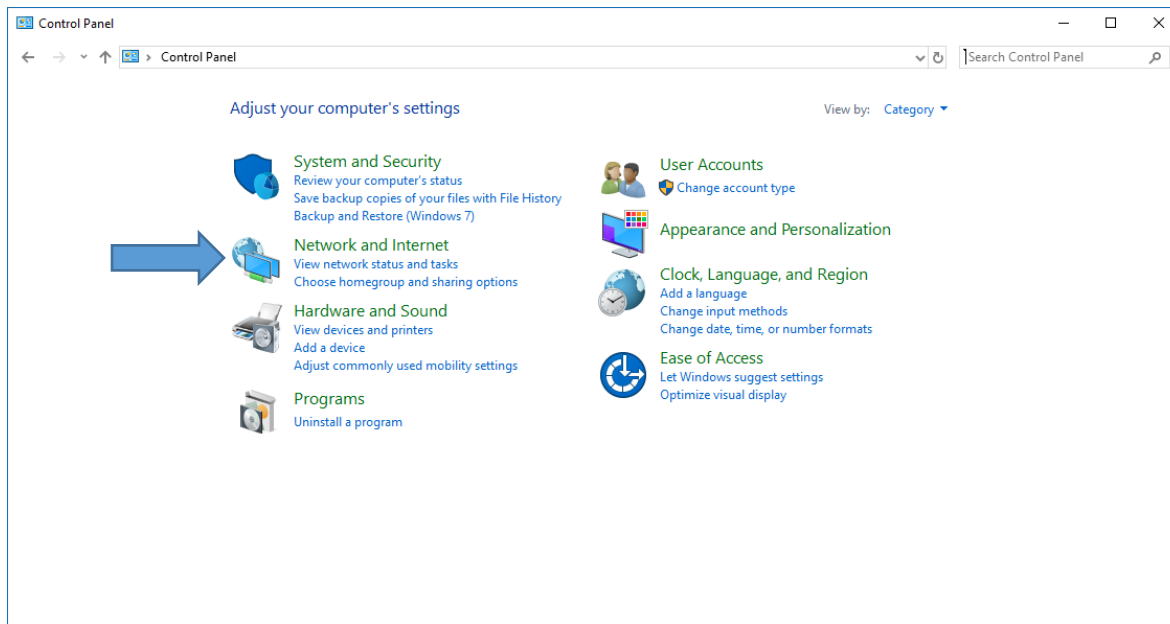 Control Panel
Control Panel
Search Control Panel
Adjust your computer's settings
View by: Category
System and Security
Review your computer's status
Save backup copies of your files with File History
Backup and Restore (Windows 7)
Network and Internet
View network status and tasks
Choose homegroup and sharing options
Hardware and Sound
View devices and printers
Add a device
Adjust commonly used mobility settings
Programs
Uninstall a program
User Accounts
Change account type
Appearance and Personalization
Clock, Language, and Region
Add a language
Change input methods
Change date, time, or number formats
Ease of Access
Let Windows suggest settings
Optimize visual display